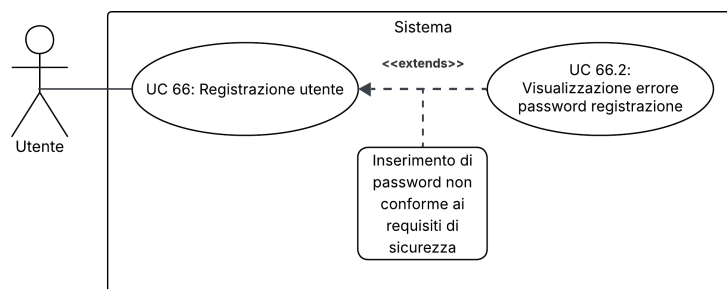 Sistema
Utente
UC 66: Registrazione utente
<<extends>>
UC 66.2:
Visualizzazione errore
password registrazione
Inserimento di
password non
conforme ai
requisiti di
sicurezza